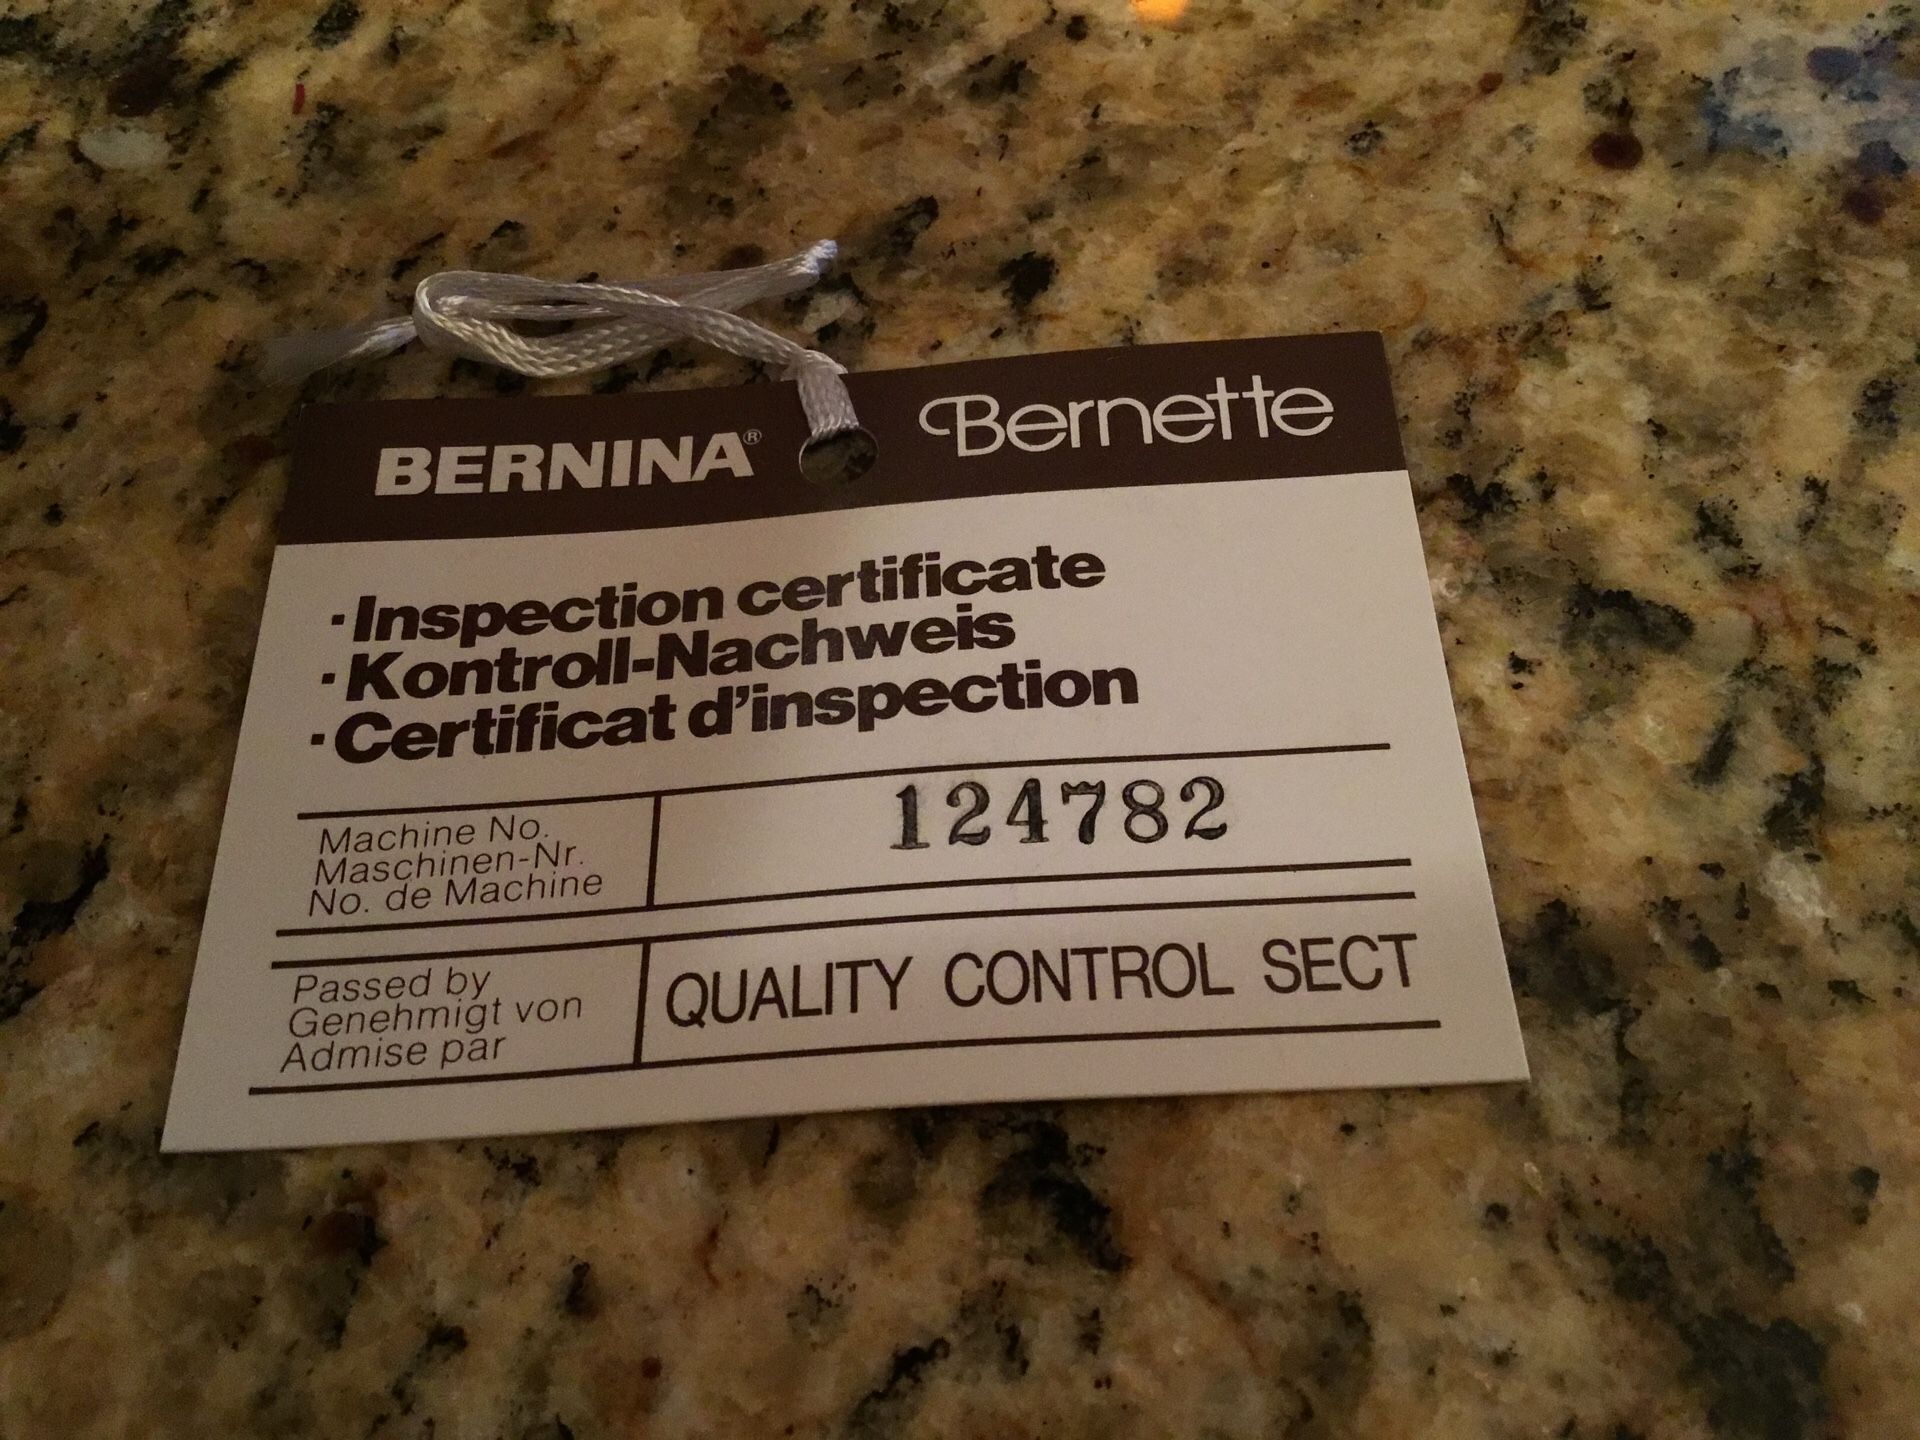 BERNINA® Bernette
·Inspection certificate
·Kontroll-Nachweis
·Certificat d'inspection
Machine No.
Maschinen-Nr.
No. de Machine
124782
Passed by
Genehmigt von
Admise par
QUALITY CONTROL SECT